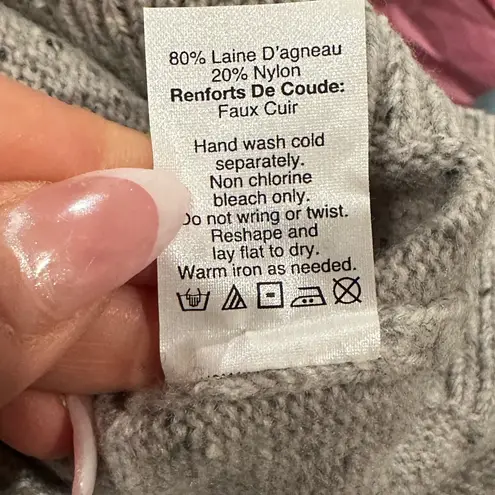 80% Laine D'agneau
20% Nylon
Renforts De Coude:
Faux Cuir
Hand wash cold
separately.
Non chlorine
bleach only.
Do not wring or twist.
Reshape and
lay flat to dry.
Warm iron as needed.